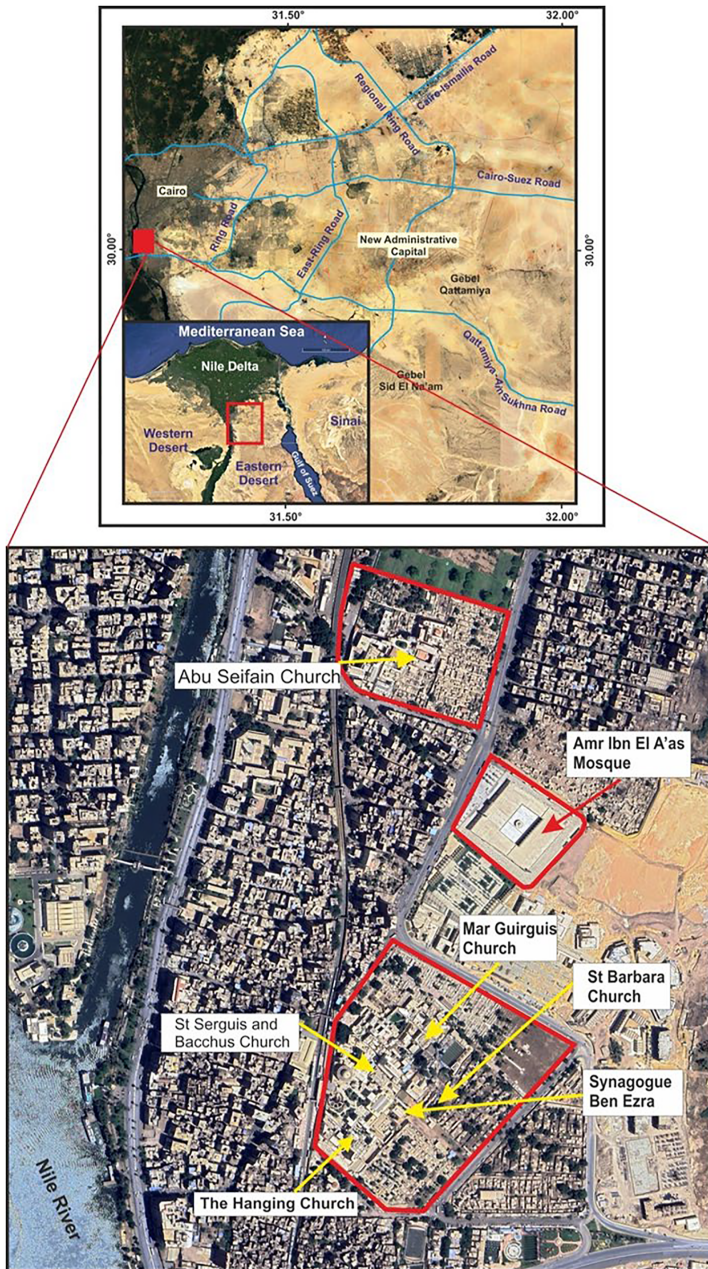 31.50°
32.00°
Cairo-Ismailia Road
Regional Ring Road
Cairo-Suez Road
Cairo
Ring Road
East-Ring Road
30.00°
30.00°
New Administrative
Capital
Gebel
Qattamiya
Qattamiya-Ain Sukhna Road
Gebel
Sid El Na'am
Mediterranean Sea
Nile Delta
Western
Desert
Sinai
Eastern
Desert
Gulf of Suez
31.50°
32.00°
Abu Seifain Church
Amr Ibn El A'as
Mosque
Mar Guirguis
Church
St Barbara
Church
St Serguis and
Bacchus Church
Synagogue
Ben Ezra
The Hanging Church
Nile River